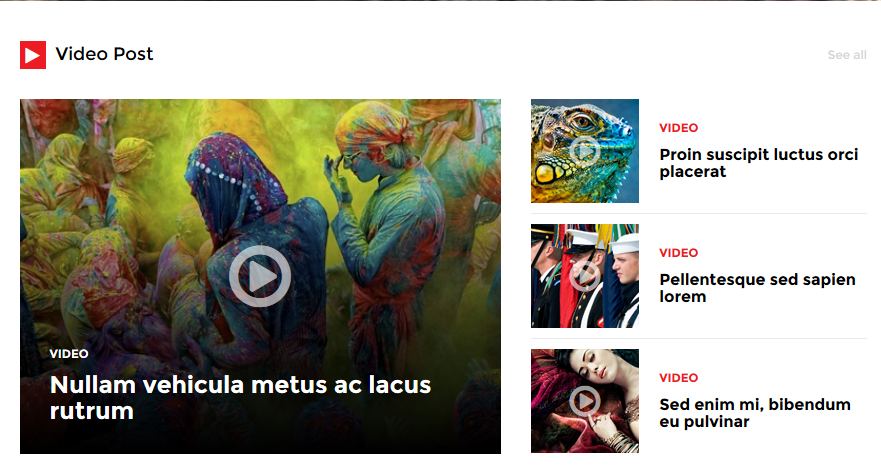 Video Post
See all
VIDEO
Nullam vehicula metus ac lacus
rutrum
VIDEO
Proin suscipit luctus orci
placerat
VIDEO
Pellentesque sed sapien
lorem
VIDEO
Sed enim mi, bibendum
eu pulvinar